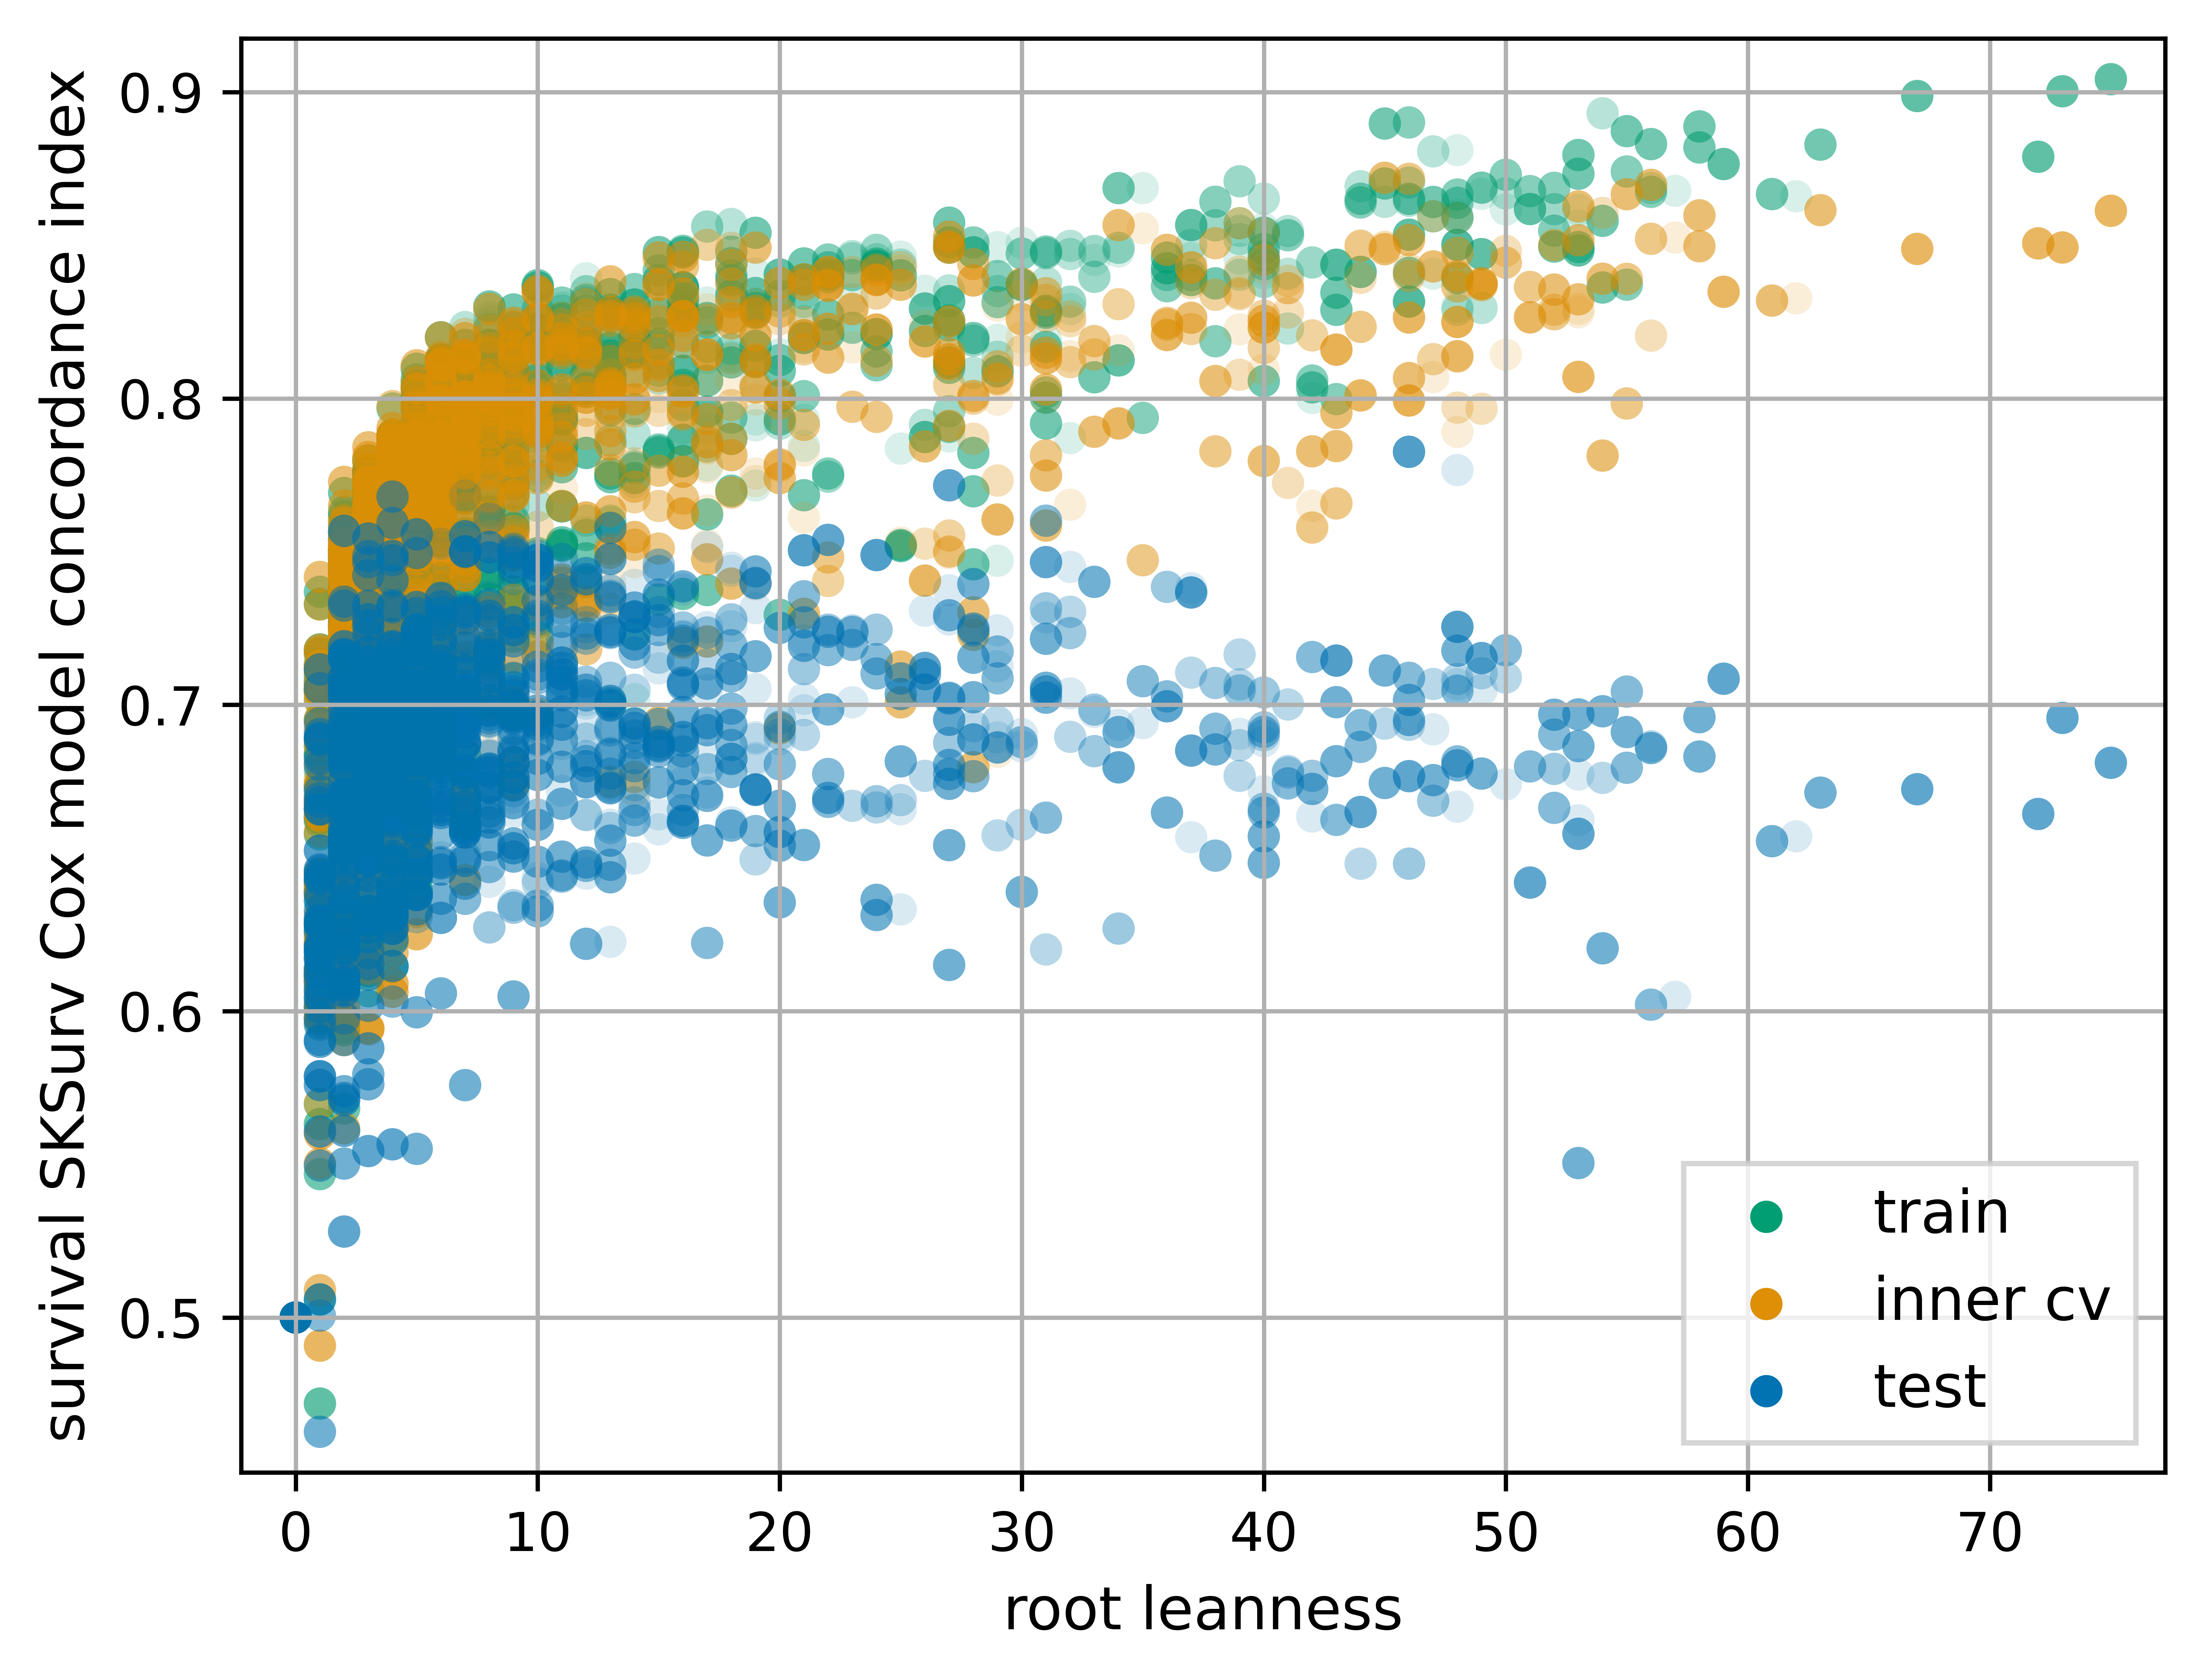 survival SKSurv Cox model concordance index
0.9
0.8
0.7
0.6
0.5
train
inner cv
test
0 10 20 30 40 50 60 70
root leanness